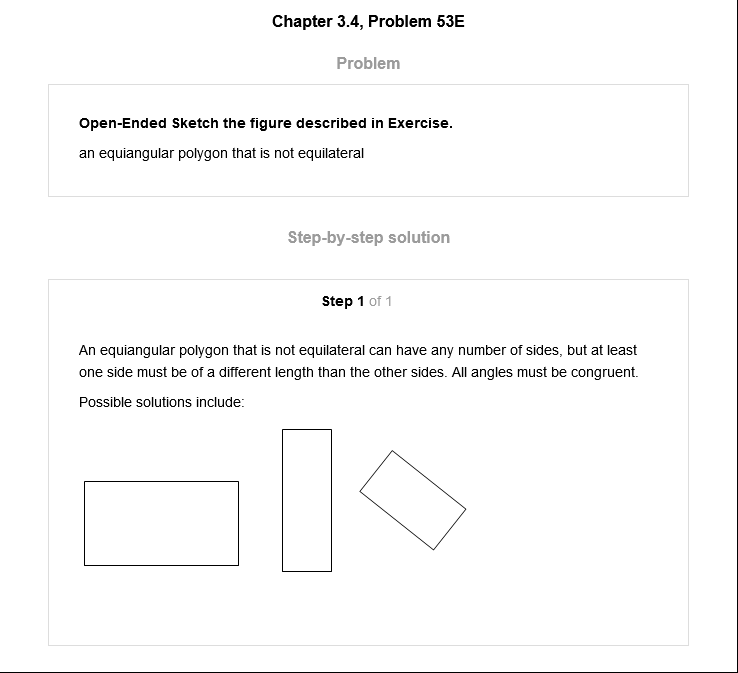 Chapter 3.4, Problem 53E
Problem
Open-Ended Sketch the figure described in Exercise.
an equiangular polygon that is not equilateral
Step-by-step solution
Step 1 of 1
An equiangular polygon that is not equilateral can have any number of sides, but at least
one side must be of a different length than the other sides. All angles must be congruent.
Possible solutions include: